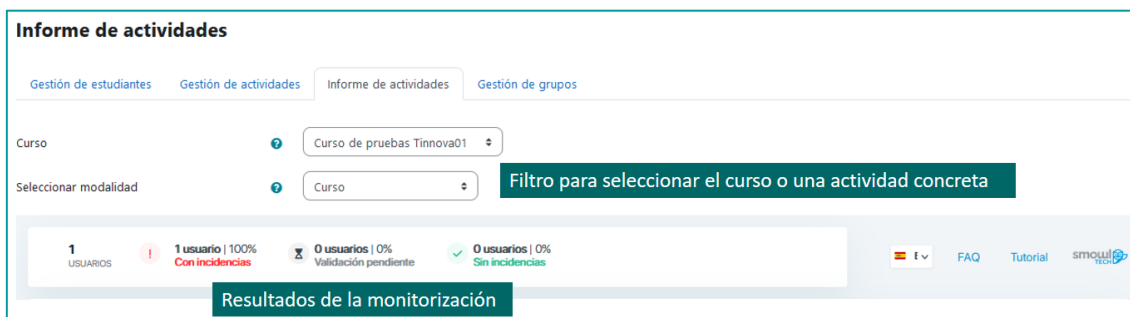 Informe de actividades
Gestión de estudiantes Gestión de actividades Informe de actividades Gestión de grupos
Curso Curso de pruebas Tinnova01
Seleccionar modalidad Curso Filtro para seleccionar el curso o una actividad concreta
1 1 usuario | 100% 0 usuarios | 0% 0 usuarios | 0%
USUARIOS Con incidencias Validación pendiente Sin incidencias
FAQ Tutorial smowl TECH
Resultados de la monitorización